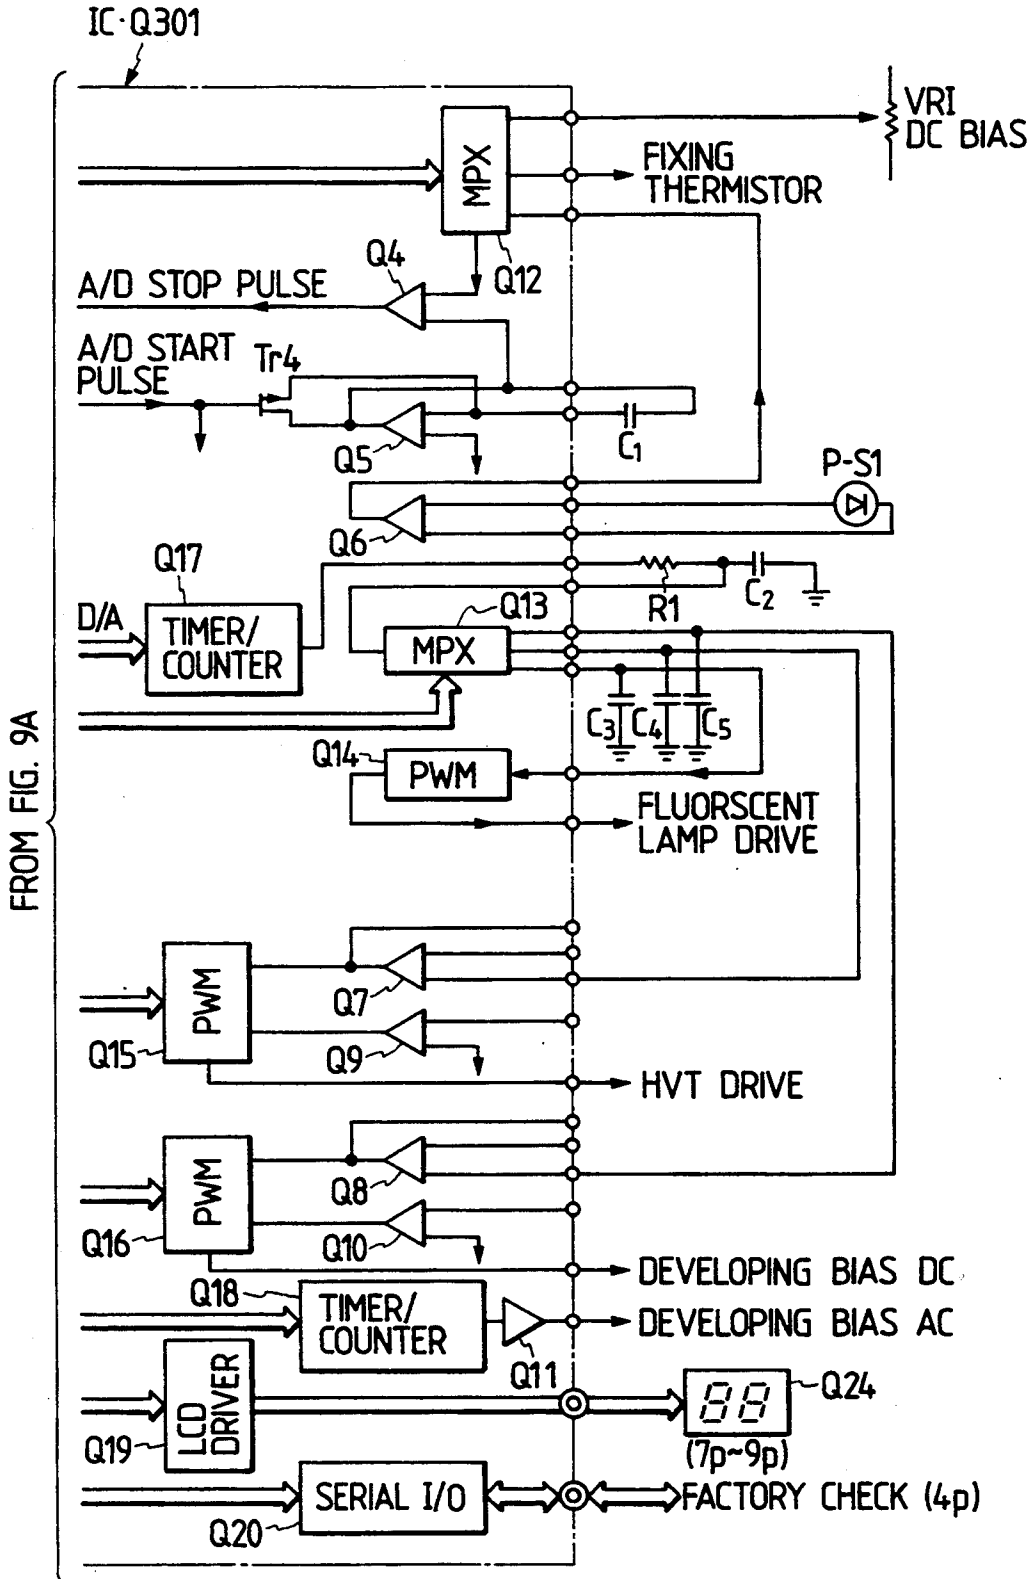 IC·Q301
VRI
DC BIAS
MPX
FIXING
THERMISTOR
Q4
Q12
A/D STOP PULSE
A/D START
PULSE
Tr4
Q5
C1
P-S1
Q6
Q17
R1
C2
D/A
TIMER/
COUNTER
Q13
MPX
C3
C4
C5
Q14
PWM
FLUORSCENT
LAMP DRIVE
FROM FIG. 9A
PWM
Q7
Q15
Q9
HVT DRIVE
PWM
Q8
Q16
Q10
DEVELOPING BIAS DC
Q18
TIMER/
COUNTER
DEVELOPING BIAS AC
Q11
LCD
DRIVER
Q24
88
Q19
(7p~9p)
SERIAL I/O
FACTORY CHECK (4p)
Q20